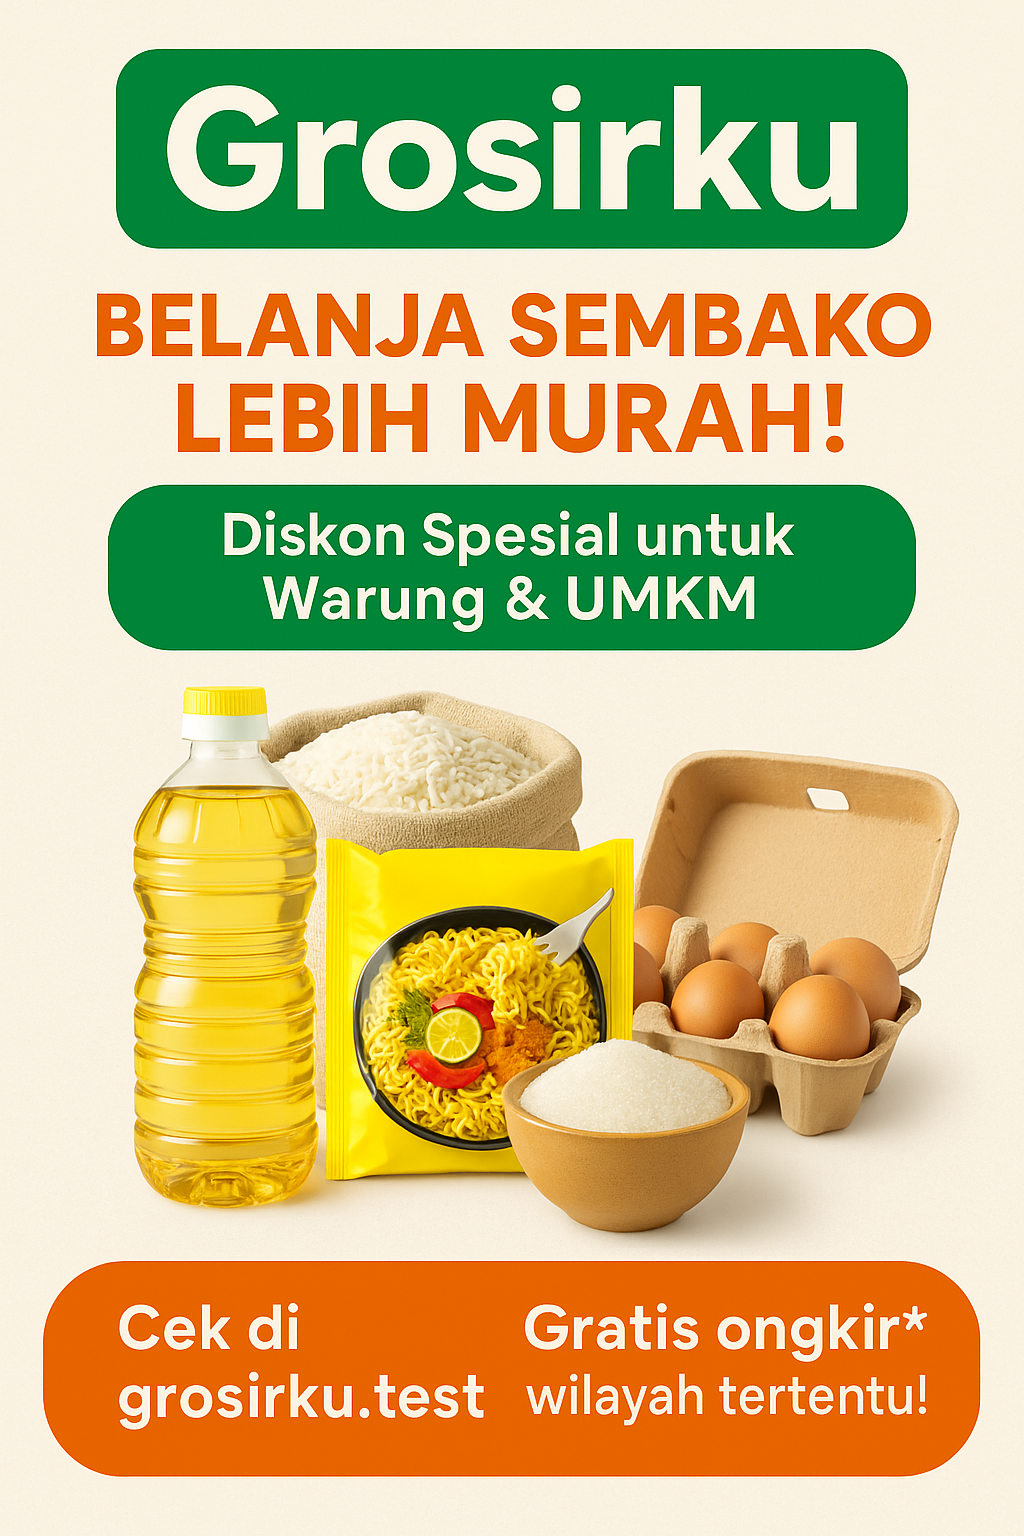 Grosirku
BELANJA SEMBAKO
LEBIH MURAH!
Diskon Spesial untuk
Warung & UMKM
Cek di
grosirku.test
Gratis ongkir*
wilayah tertentu!